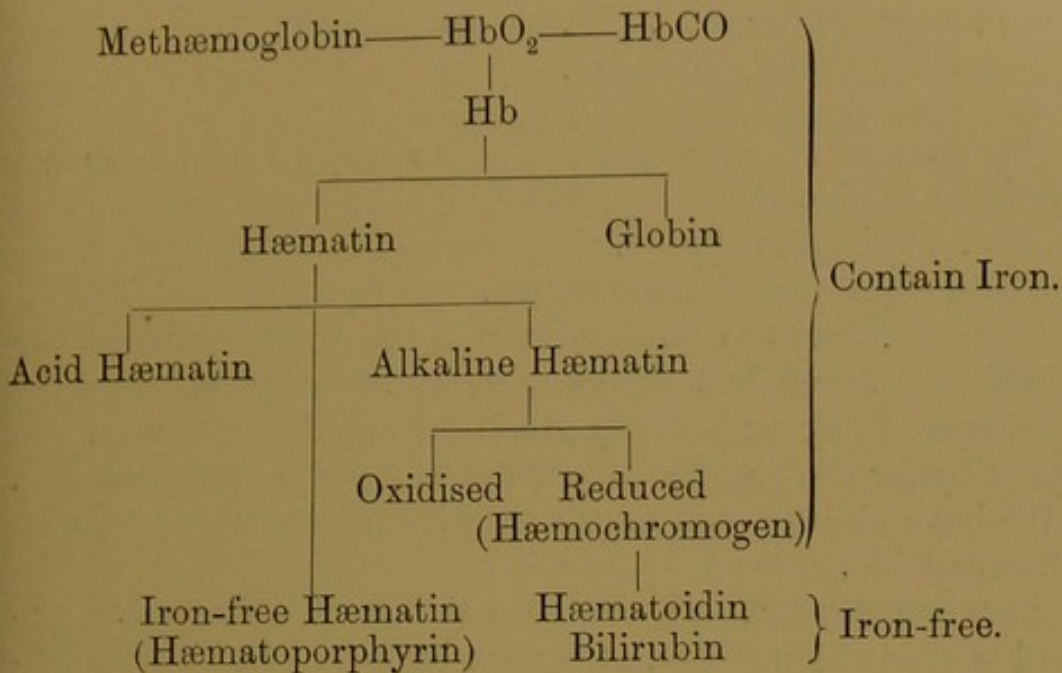 Methæmoglobin——HbO₂——HbCO
Hb
Hæmatin Globin
Contain Iron.
Acid Hæmatin Alkaline Hæmatin
Oxidised Reduced
(Hæmochromogen)
Iron-free Hæmatin Hæmatoidin
(Hæmatoporphyrin) Bilirubin
Iron-free.